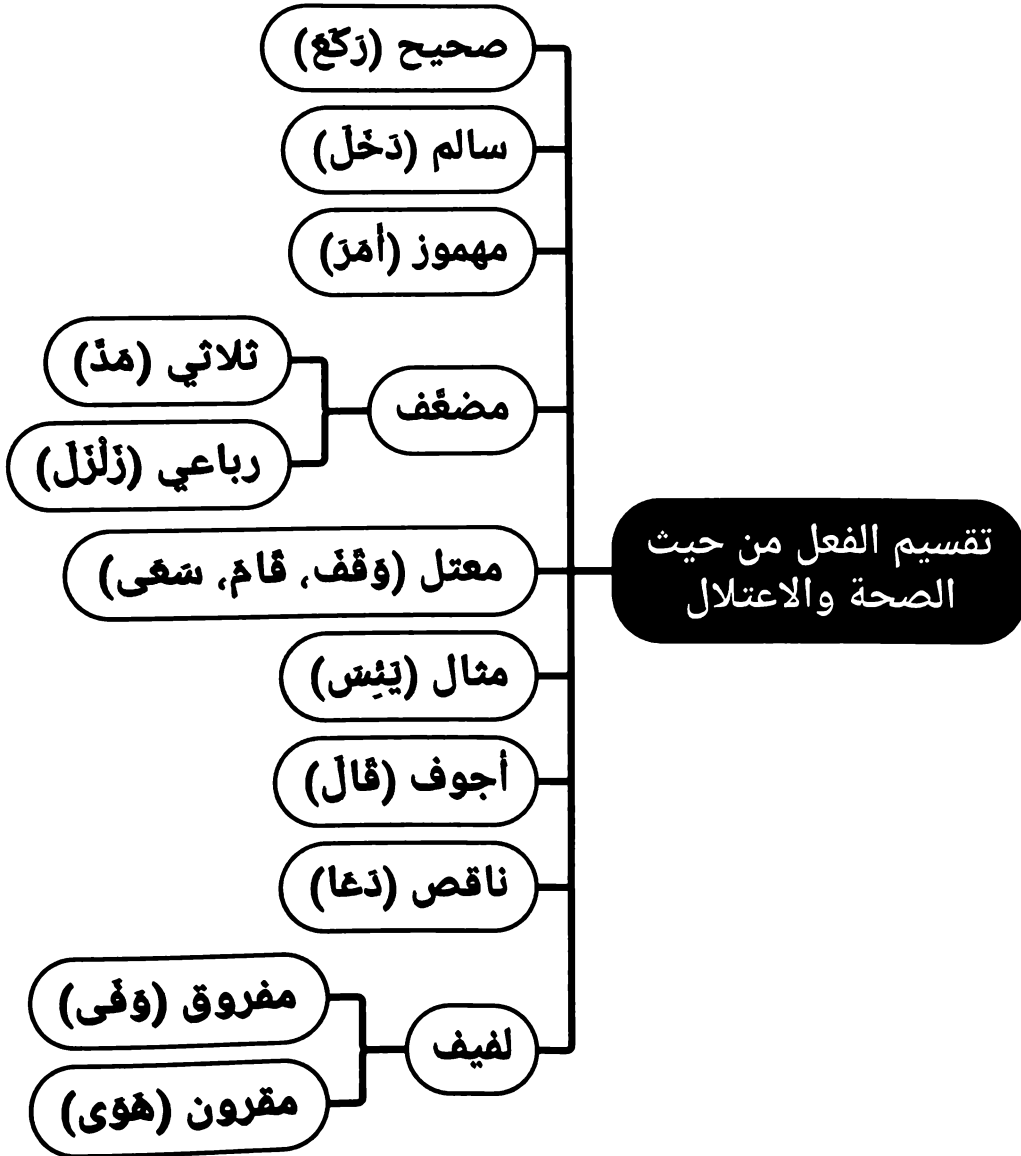 تقسيم الفعل من حيث
الصحة والاعتلال
صحيح (رَكَعَ)
سالم (دَخَلَ)
مهموز (أَمَرَ)
مضعَّف
ثلاثي (مَدَّ)
رباعي (زَلْزَلَ)
معتل (وَقَفَ، قَامَ، سَعَى)
مثال (يَئِسَ)
أجوف (قَالَ)
ناقص (دَعَا)
لفيف
مفروق (وَفَى)
مقرون (هَوَى)